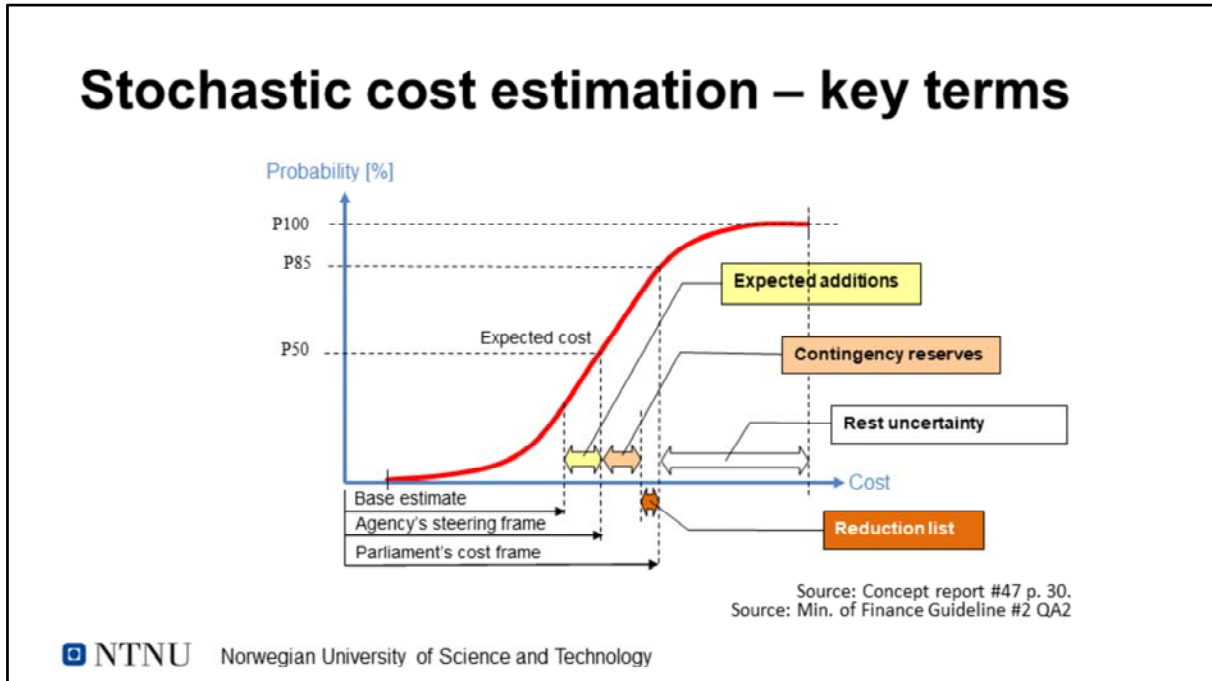 Stochastic cost estimation – key terms
Probability [%]
P100
P85
Expected additions
Expected cost
P50
Contingency reserves
Rest uncertainty
Cost
Base estimate
Agency's steering frame
Reduction list
Parliament's cost frame
Source: Concept report #47 p. 30.
Source: Min. of Finance Guideline #2 QA2
NTNU Norwegian University of Science and Technology